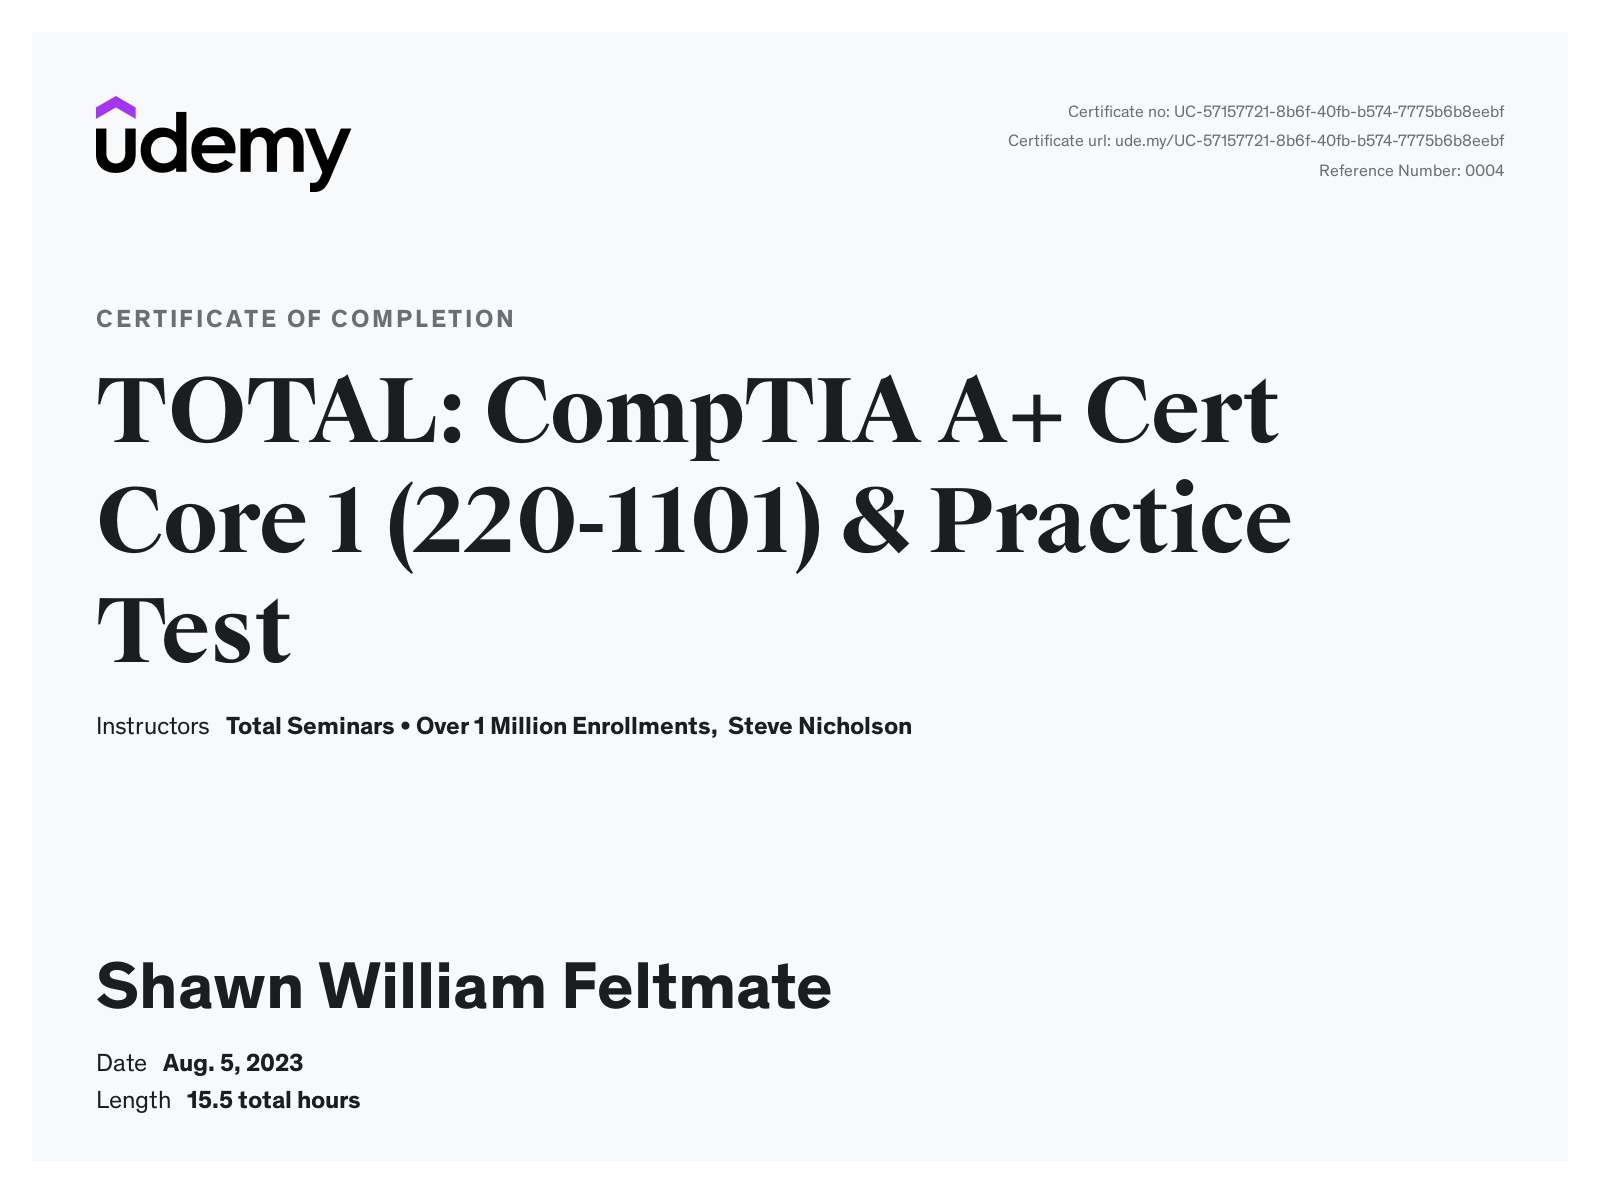 udemy
Certificate no: UC-57157721-8b6f-40fb-b574-7775b6b8eebf
Certificate url: ude.my/UC-57157721-8b6f-40fb-b574-7775b6b8eebf
Reference Number: 0004
CERTIFICATE OF COMPLETION
TOTAL: CompTIA A+ Cert
Core 1 (220-1101) & Practice
Test
Instructors Total Seminars • Over 1 Million Enrollments, Steve Nicholson
Shawn William Feltmate
Date Aug. 5, 2023
Length 15.5 total hours